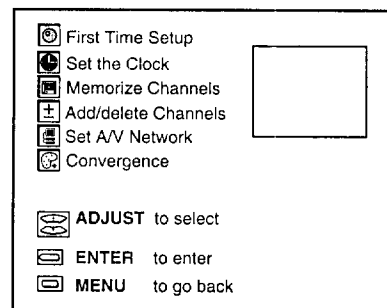 First Time Setup
Set the Clock
Memorize Channels
± Add/delete Channels
Set A/V Network
Convergence
ADJUST to select
ENTER to enter
MENU to go back